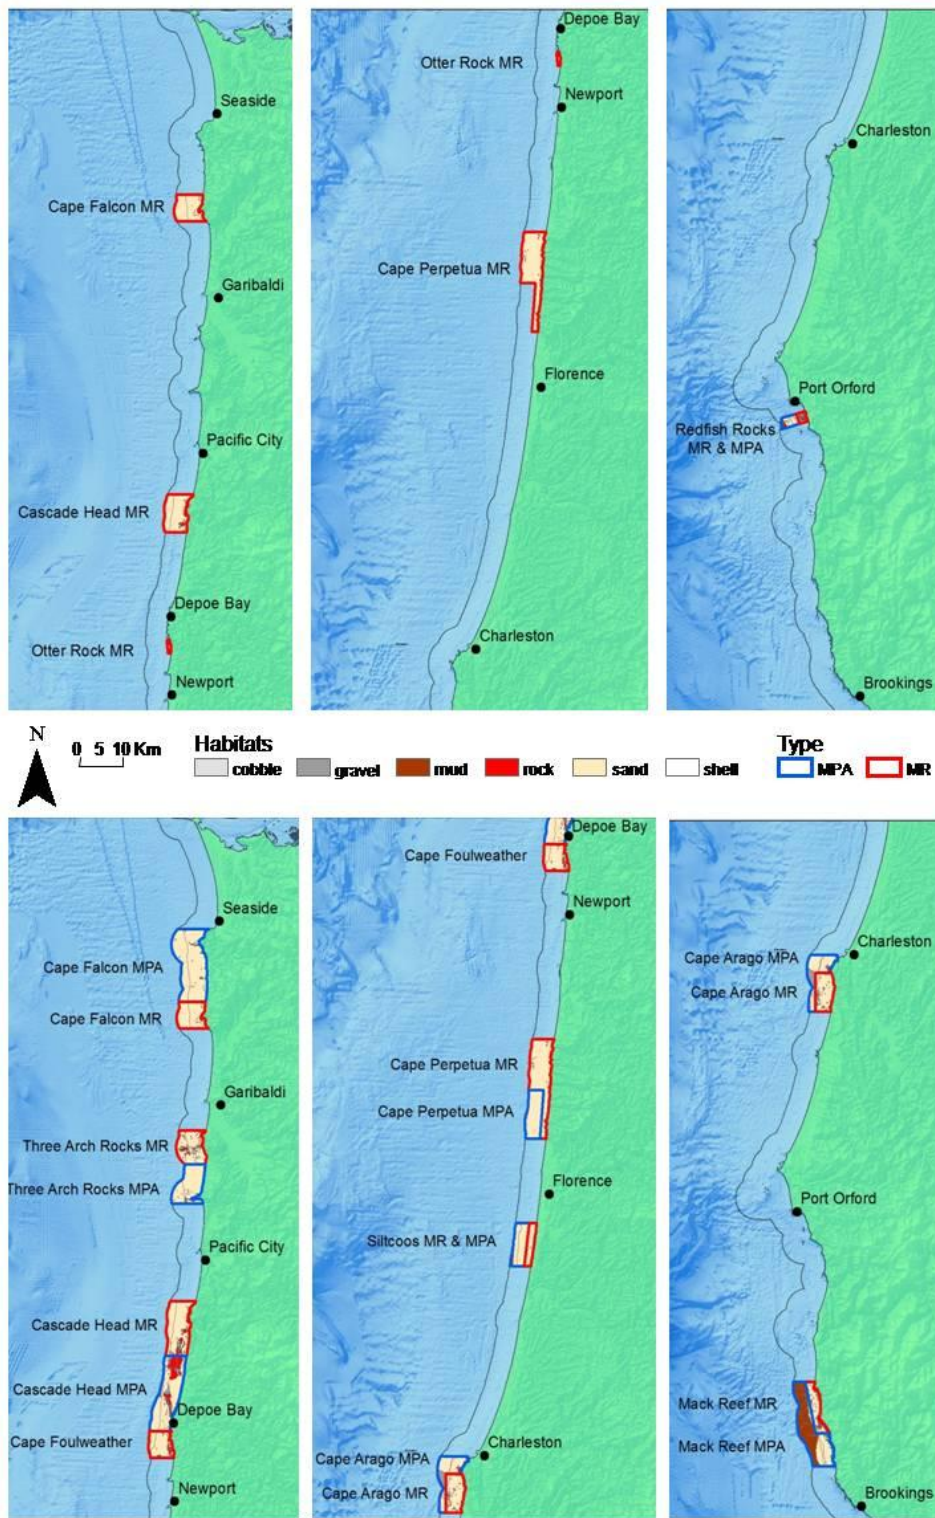 Seaside
Cape Falcon MR
Garibaldi
Pacific City
Cascade Head MR
Depoe Bay
Otter Rock MR
Newport
Depoe Bay
Otter Rock MR
Newport
Cape Perpetua MR
Florence
Charleston
Charleston
Port Orford
Redfish Rocks
MR & MPA
Brookings
N
0 5 10 Km
Habitats
cobble gravel mud rock sand shell
Type
MPA MR
Seaside
Cape Falcon MPA
Cape Falcon MR
Garibaldi
Three Arch Rocks MR
Three Arch Rocks MPA
Pacific City
Cascade Head MR
Cascade Head MPA
Depoe Bay
Cape Foulweather
Newport
Depoe Bay
Cape Foulweather
Newport
Cape Perpetua MR
Cape Perpetua MPA
Florence
Siltcoos MR & MPA
Charleston
Cape Arago MPA
Cape Arago MR
Charleston
Cape Arago MPA
Cape Arago MR
Port Orford
Mack Reef MR
Mack Reef MPA
Brookings